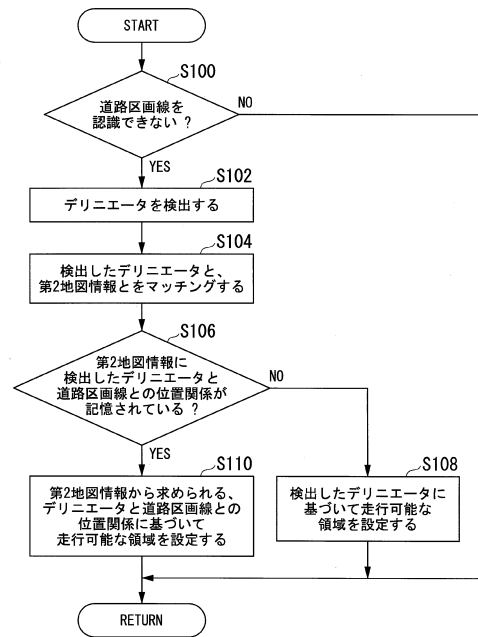 START
S100
道路区画線を
認識できない ?
NO
YES
S102
デリニエータを検出する
S104
検出したデリニエータと、
第2地図情報とをマッチングする
S106
第2地図情報に
検出したデリニエータと
道路区画線との位置関係が
記憶されている ?
NO
YES
S110
第2地図情報から求められる、
デリニエータと道路区画線との
位置関係に基づいて
走行可能な領域を設定する
S108
検出したデリニエータに
基づいて走行可能な
領域を設定する
RETURN